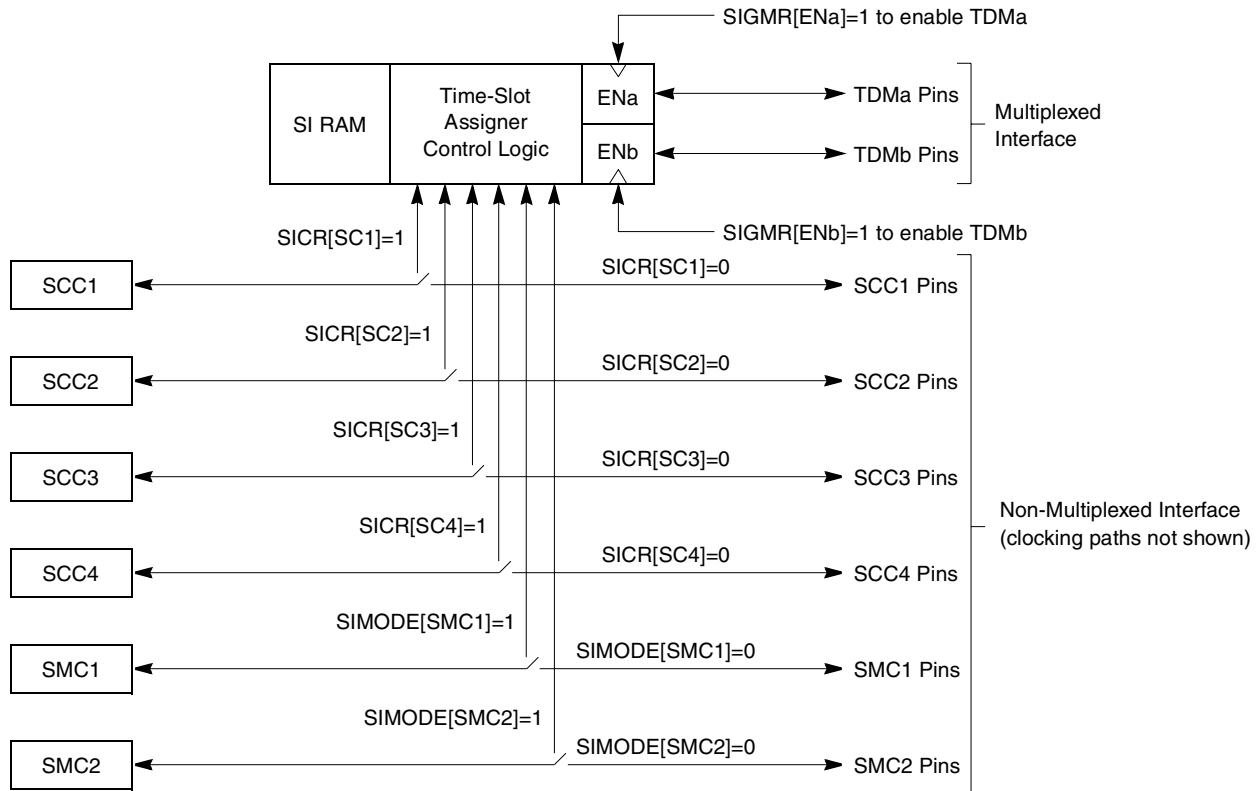 SIGMR[ENa]=1 to enable TDMa
SI RAM
Time-Slot
Assigner
Control Logic
ENa
ENb
TDMa Pins
TDMb Pins
Multiplexed
Interface
SIGMR[ENb]=1 to enable TDMb
SICR[SC1]=1
SCC1
SICR[SC1]=0
SCC1 Pins
SICR[SC2]=1
SCC2
SICR[SC2]=0
SCC2 Pins
SICR[SC3]=1
SCC3
SICR[SC3]=0
SCC3 Pins
SICR[SC4]=1
SCC4
SICR[SC4]=0
SCC4 Pins
Non-Multiplexed Interface
(clocking paths not shown)
SIMODE[SMC1]=1
SMC1
SIMODE[SMC1]=0
SMC1 Pins
SIMODE[SMC2]=1
SMC2
SIMODE[SMC2]=0
SMC2 Pins